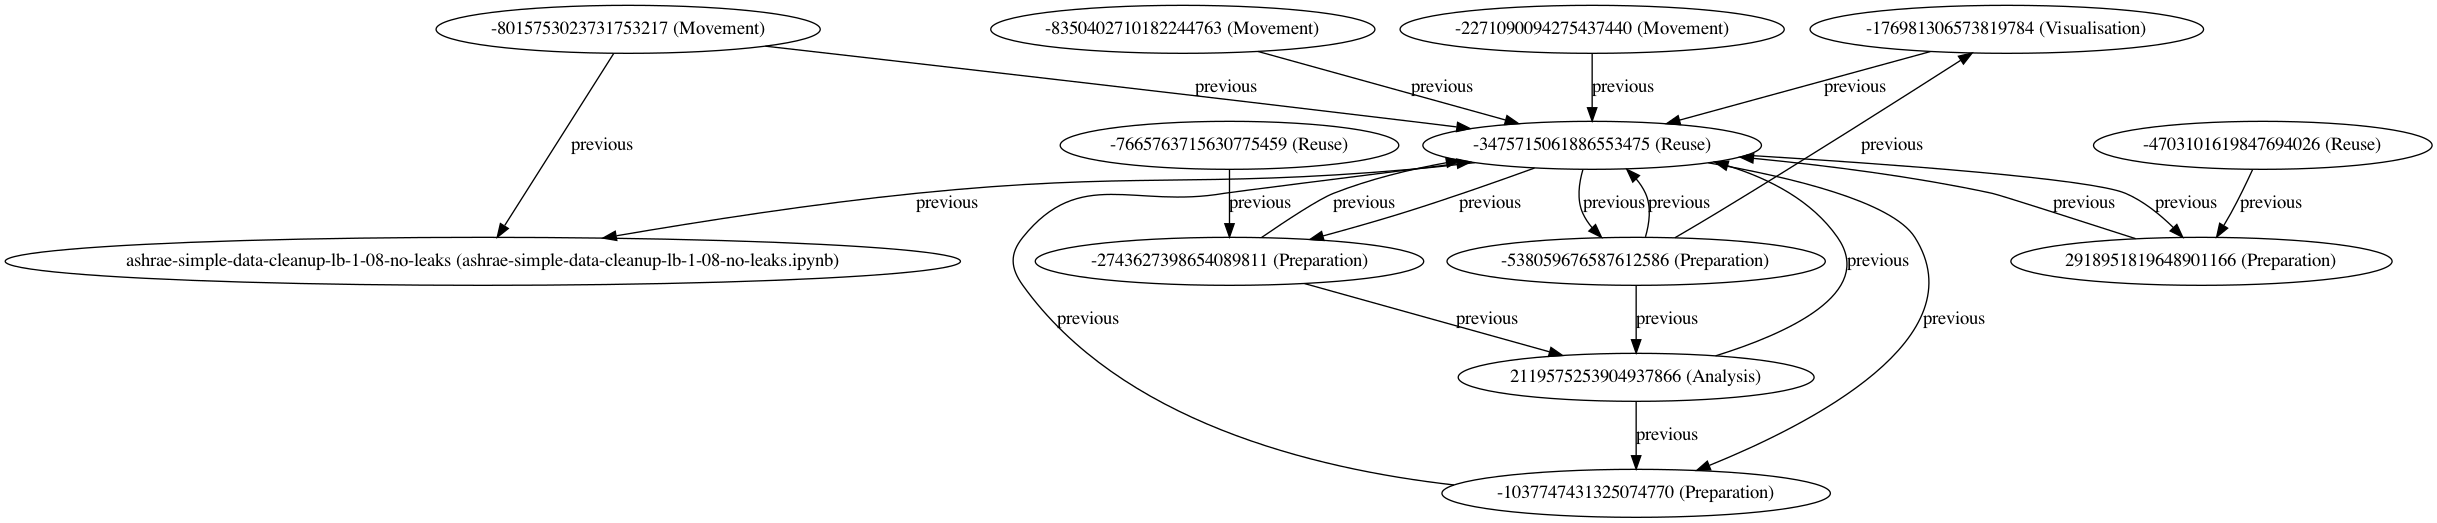 -8015753023731753217 (Movement)
-8350402710182244763 (Movement)
-2271090094275437440 (Movement)
-176981306573819784 (Visualisation)
previous
previous
previous
previous
previous
-7665763715630775459 (Reuse)
-3475715061886553475 (Reuse)
previous
-4703101619847694026 (Reuse)
previous
previous
previous
previous
previous
previous
previous
previous
previous
ashrae-simple-data-cleanup-lb-1-08-no-leaks (ashrae-simple-data-cleanup-lb-1-08-no-leaks.ipynb)
-2743627398654089811 (Preparation)
-538059676587612586 (Preparation)
previous
2918951819648901166 (Preparation)
previous
previous
previous
previous
2119575253904937866 (Analysis)
previous
-1037747431325074770 (Preparation)